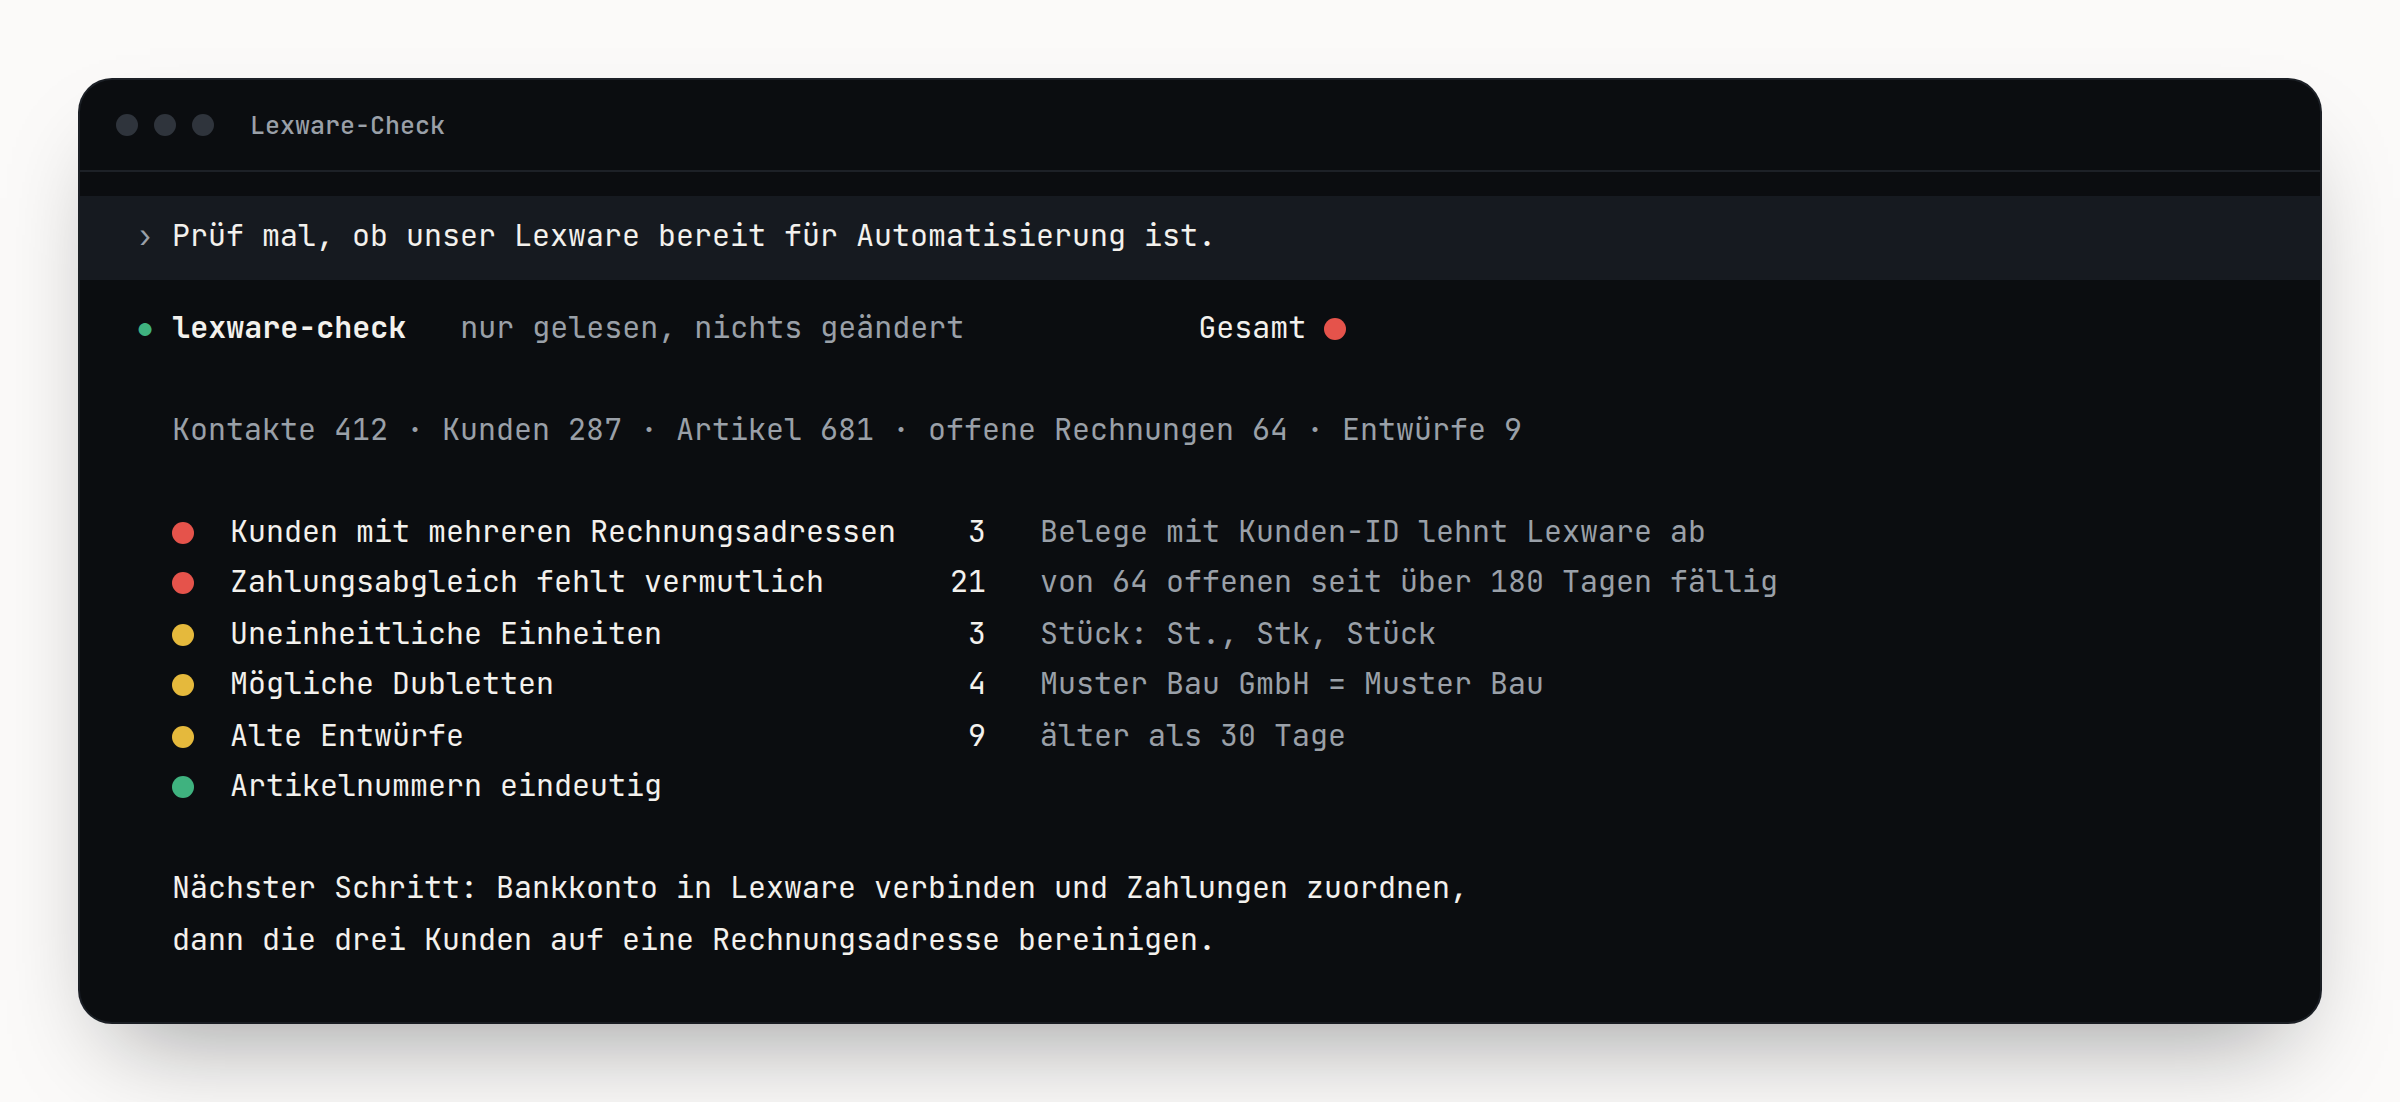 Lexware-Check
› Prüf mal, ob unser Lexware bereit für Automatisierung ist.
lexware-check nur gelesen, nichts geändert Gesamt
Kontakte 412 · Kunden 287 · Artikel 681 · offene Rechnungen 64 · Entwürfe 9
Kunden mit mehreren Rechnungsadressen 3 Belege mit Kunden-ID lehnt Lexware ab
Zahlungsabgleich fehlt vermutlich 21 von 64 offenen seit über 180 Tagen fällig
Uneinheitliche Einheiten 3 Stück: St., Stk, Stück
Mögliche Dubletten 4 Muster Bau GmbH = Muster Bau
Alte Entwürfe 9 älter als 30 Tage
Artikelnummern eindeutig
Nächster Schritt: Bankkonto in Lexware verbinden und Zahlungen zuordnen,
dann die drei Kunden auf eine Rechnungsadresse bereinigen.